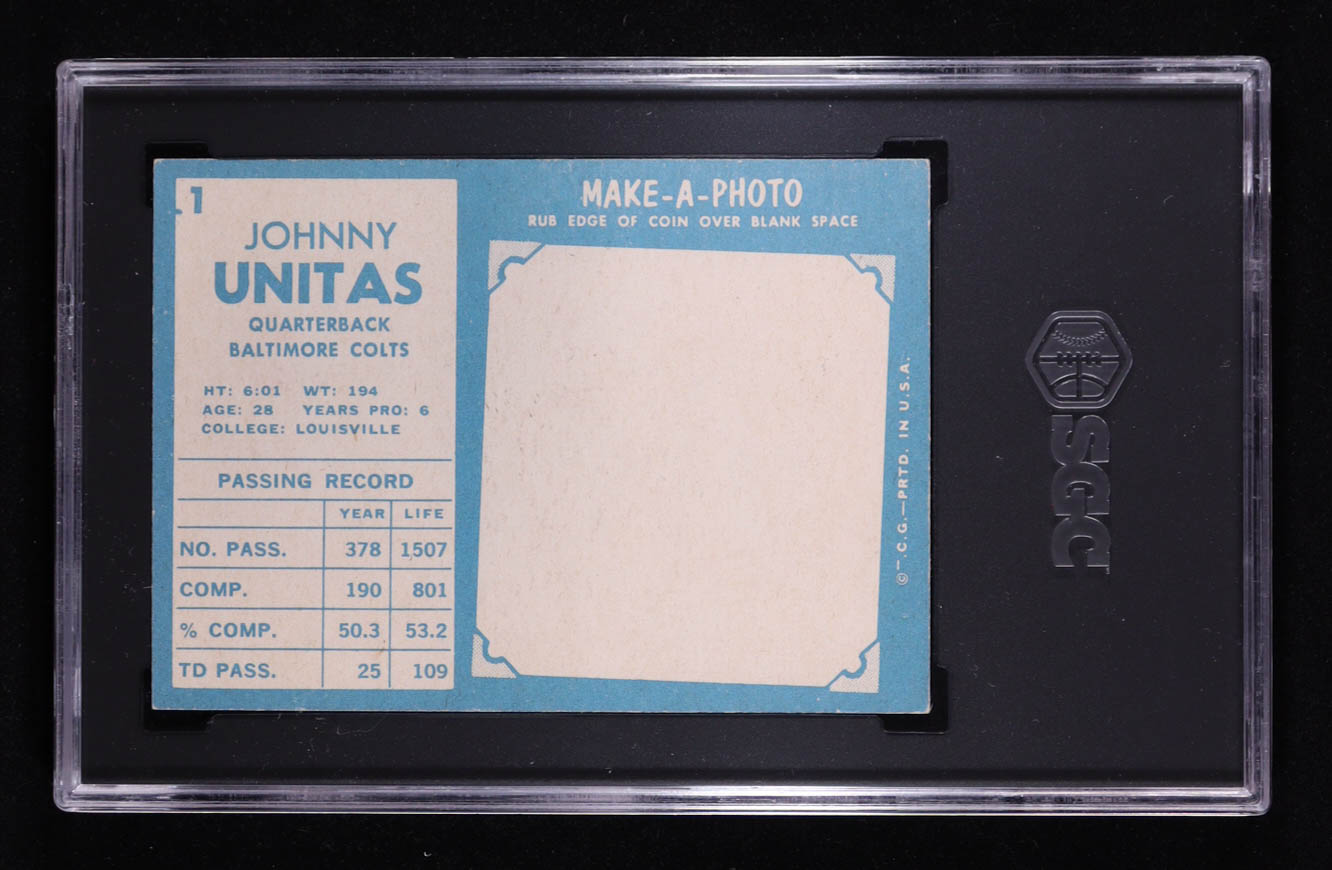 1
JOHNNY
UNITAS
QUARTERBACK
BALTIMORE COLTS
HT: 6:01 WT: 194
AGE: 28 YEARS PRO: 6
COLLEGE: LOUISVILLE
PASSING RECORD
YEAR LIFE
NO. PASS. 378 1507
COMP. 190 801
% COMP. 50.3 53.2
TD PASS. 25 109
MAKE-A-PHOTO
RUB EDGE OF COIN OVER BLANK SPACE
©T.C.G.—PRTD. IN U.S.A.
SGC